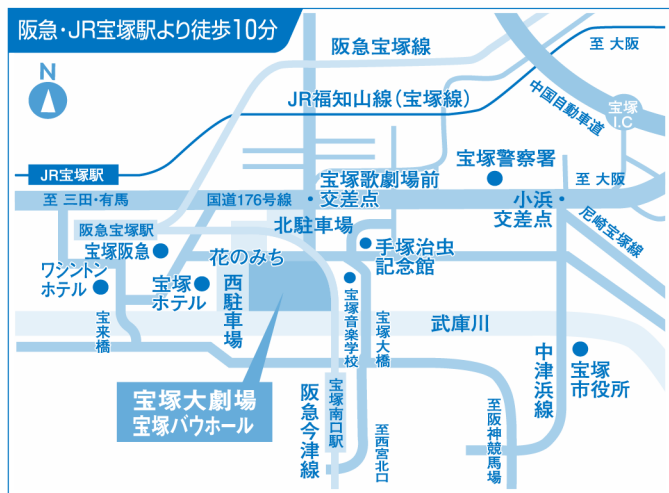 阪急・JR宝塚駅より徒歩10分
N
阪急宝塚線
至 大阪
JR福知山線(宝塚線)
中国自動車道
宝塚
I.C
JR宝塚駅
宝塚警察署
至 大阪
至 三田・有馬
国道176号線
宝塚歌劇場前
交差点
小浜
交差点
尼崎宝塚線
阪急宝塚駅
北駐車場
宝塚阪急
花のみち
手塚治虫
記念館
ワシントン
ホテル
宝塚
ホテル
西駐車場
宝塚音楽学校
宝塚大橋
宝来橋
武庫川
中津浜線
宝塚
市役所
宝塚大劇場
宝塚バウホール
阪急今津線
宝塚南口駅
至西宮北口
至阪神競馬場